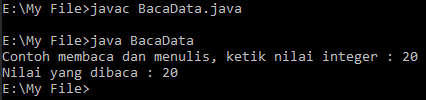 E:\My File>javac BacaData.java
E:\My File>java BacaData
Contoh membaca dan menulis, ketik nilai integer : 20
Nilai yang dibaca : 20
E:\My File>